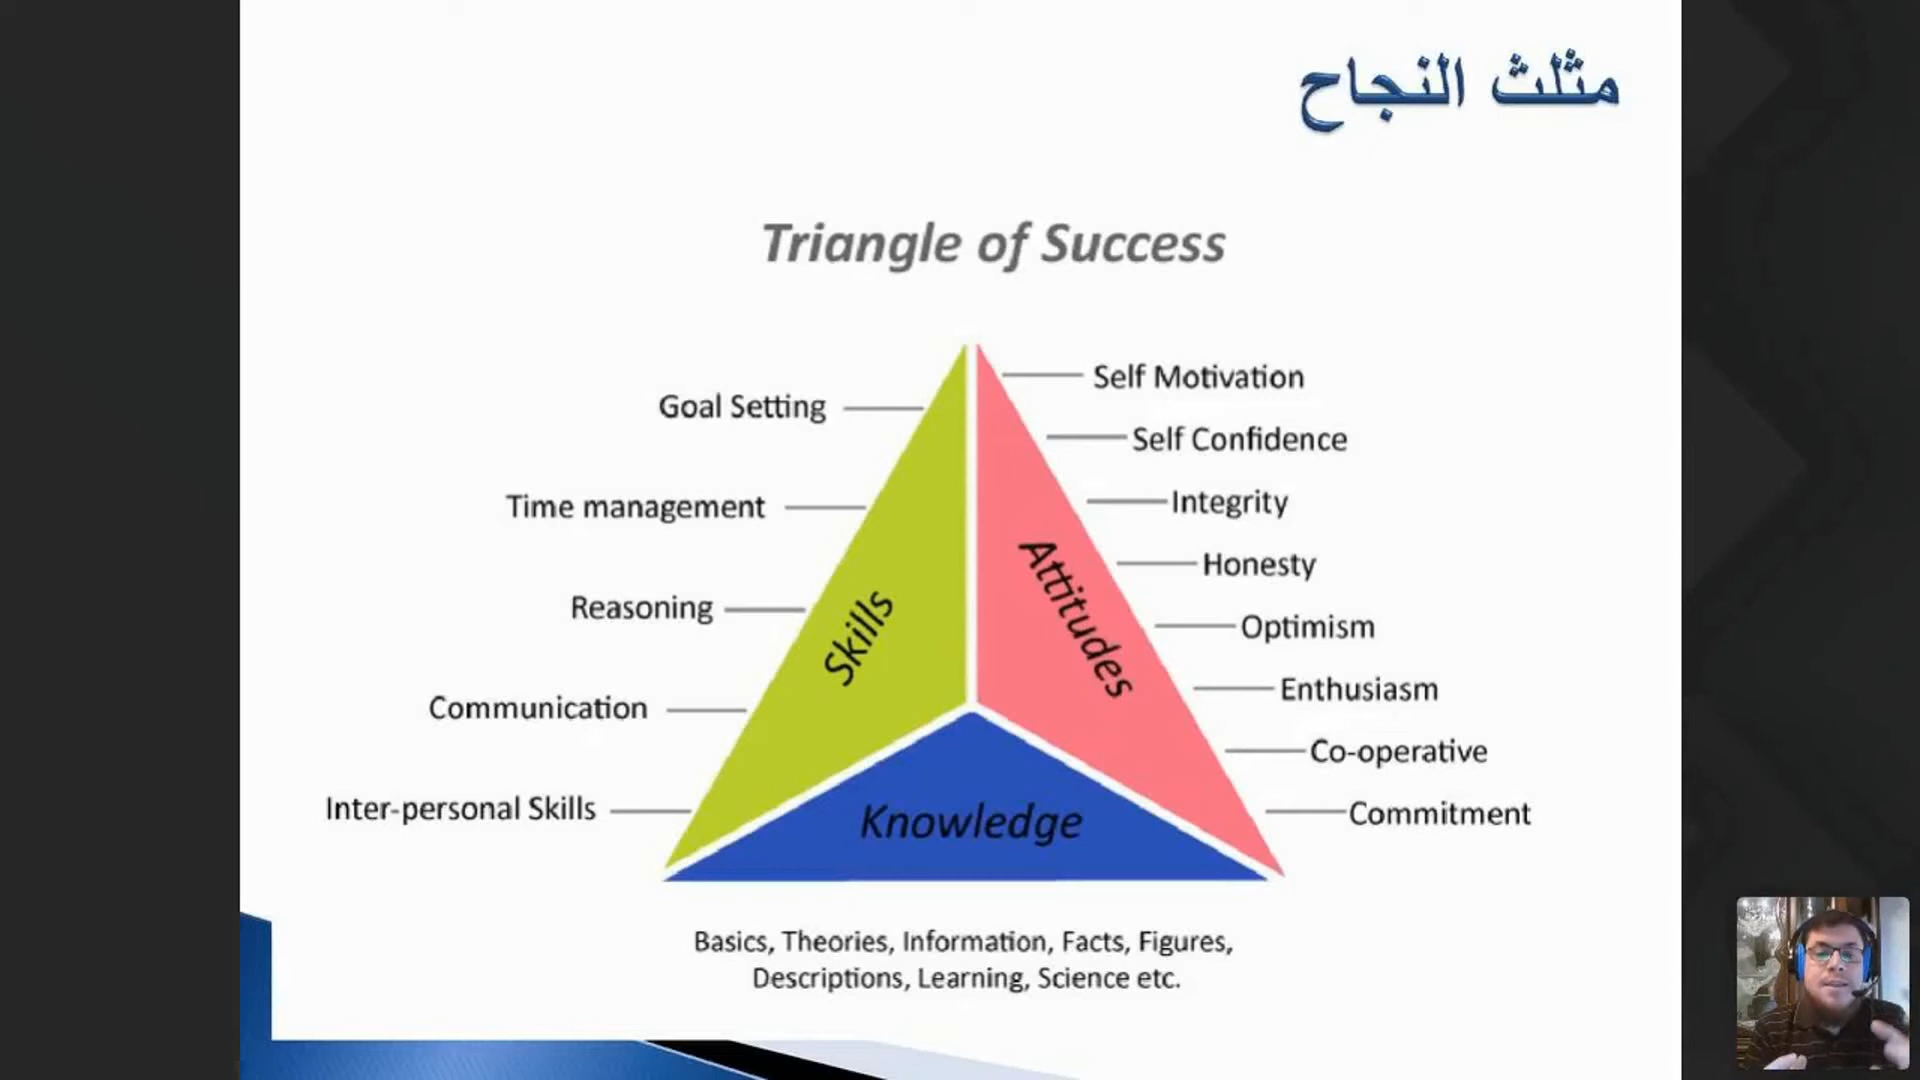 مثلث النجاح
Triangle of Success
Goal Setting
Time management
Reasoning
Communication
Inter-personal Skills
Skills
Attitudes
Self Motivation
Self Confidence
Integrity
Honesty
Optimism
Enthusiasm
Co-operative
Commitment
Knowledge
Basics, Theories, Information, Facts, Figures,
Descriptions, Learning, Science etc.